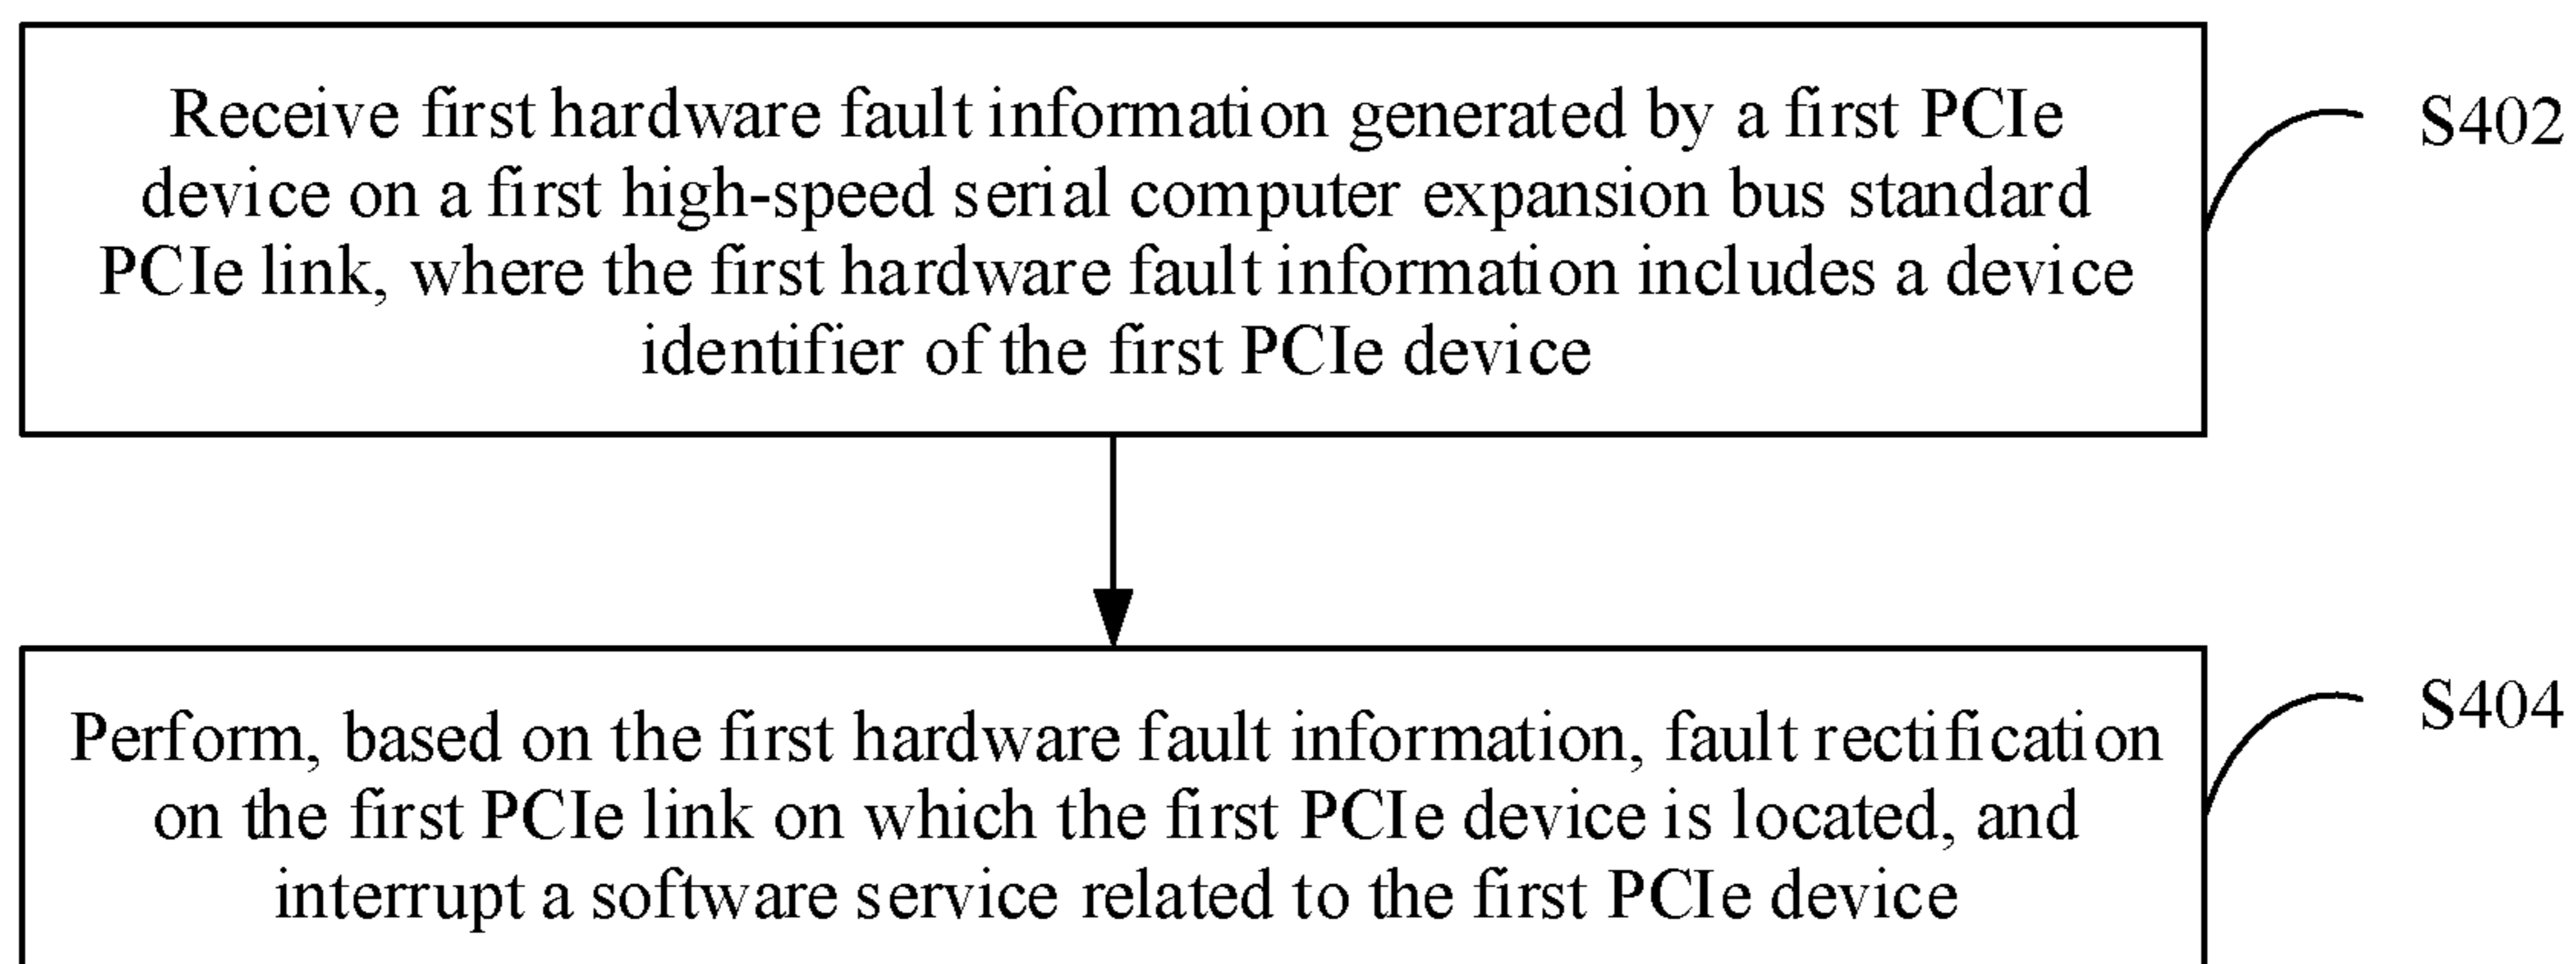 Receive first hardware fault information generated by a first PCIe
device on a first high-speed serial computer expansion bus standard
PCIe link, where the first hardware fault information includes a device
identifier of the first PCIe device
S402
Perform, based on the first hardware fault information, fault rectification
on the first PCIe link on which the first PCIe device is located, and
interrupt a software service related to the first PCIe device
S404